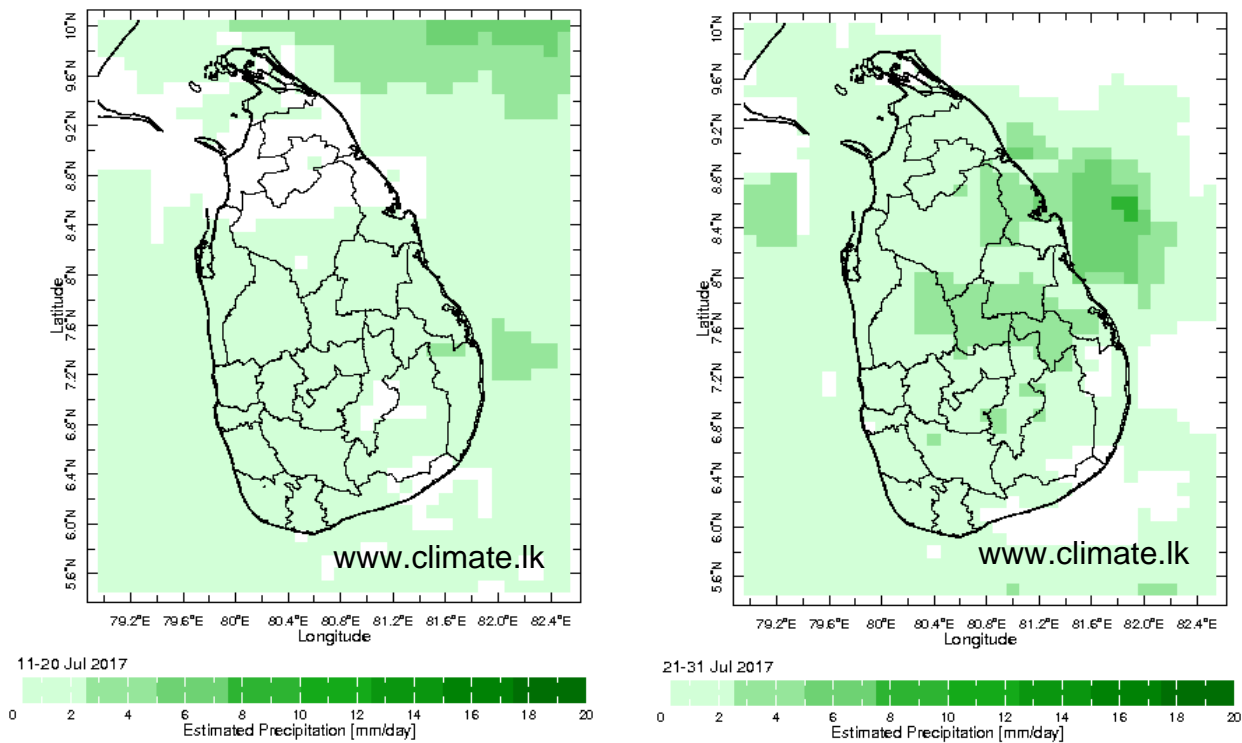 10°N
9.6°N
9.2°N
8.8°N
8.4°N
8°N
7.6°N
7.2°N
6.8°N
6.4°N
6.0°N
5.6°N
Latitude
www.climate.lk
79.2°E 79.6°E 80°E 80.4°E 80.8°E 81.2°E 81.6°E 82.0°E 82.4°E
Longitude
11-20 Jul 2017
0 2 4 6 8 10 12 14 16 18 20
Estimated Precipitation [mm/day]
10°N
9.6°N
9.2°N
8.8°N
8.4°N
8°N
7.6°N
7.2°N
6.8°N
6.4°N
6.0°N
5.6°N
Latitude
www.climate.lk
79.2°E 79.6°E 80°E 80.4°E 80.8°E 81.2°E 81.6°E 82.0°E 82.4°E
Longitude
21-31 Jul 2017
0 2 4 6 8 10 12 14 16 18 20
Estimated Precipitation [mm/day]